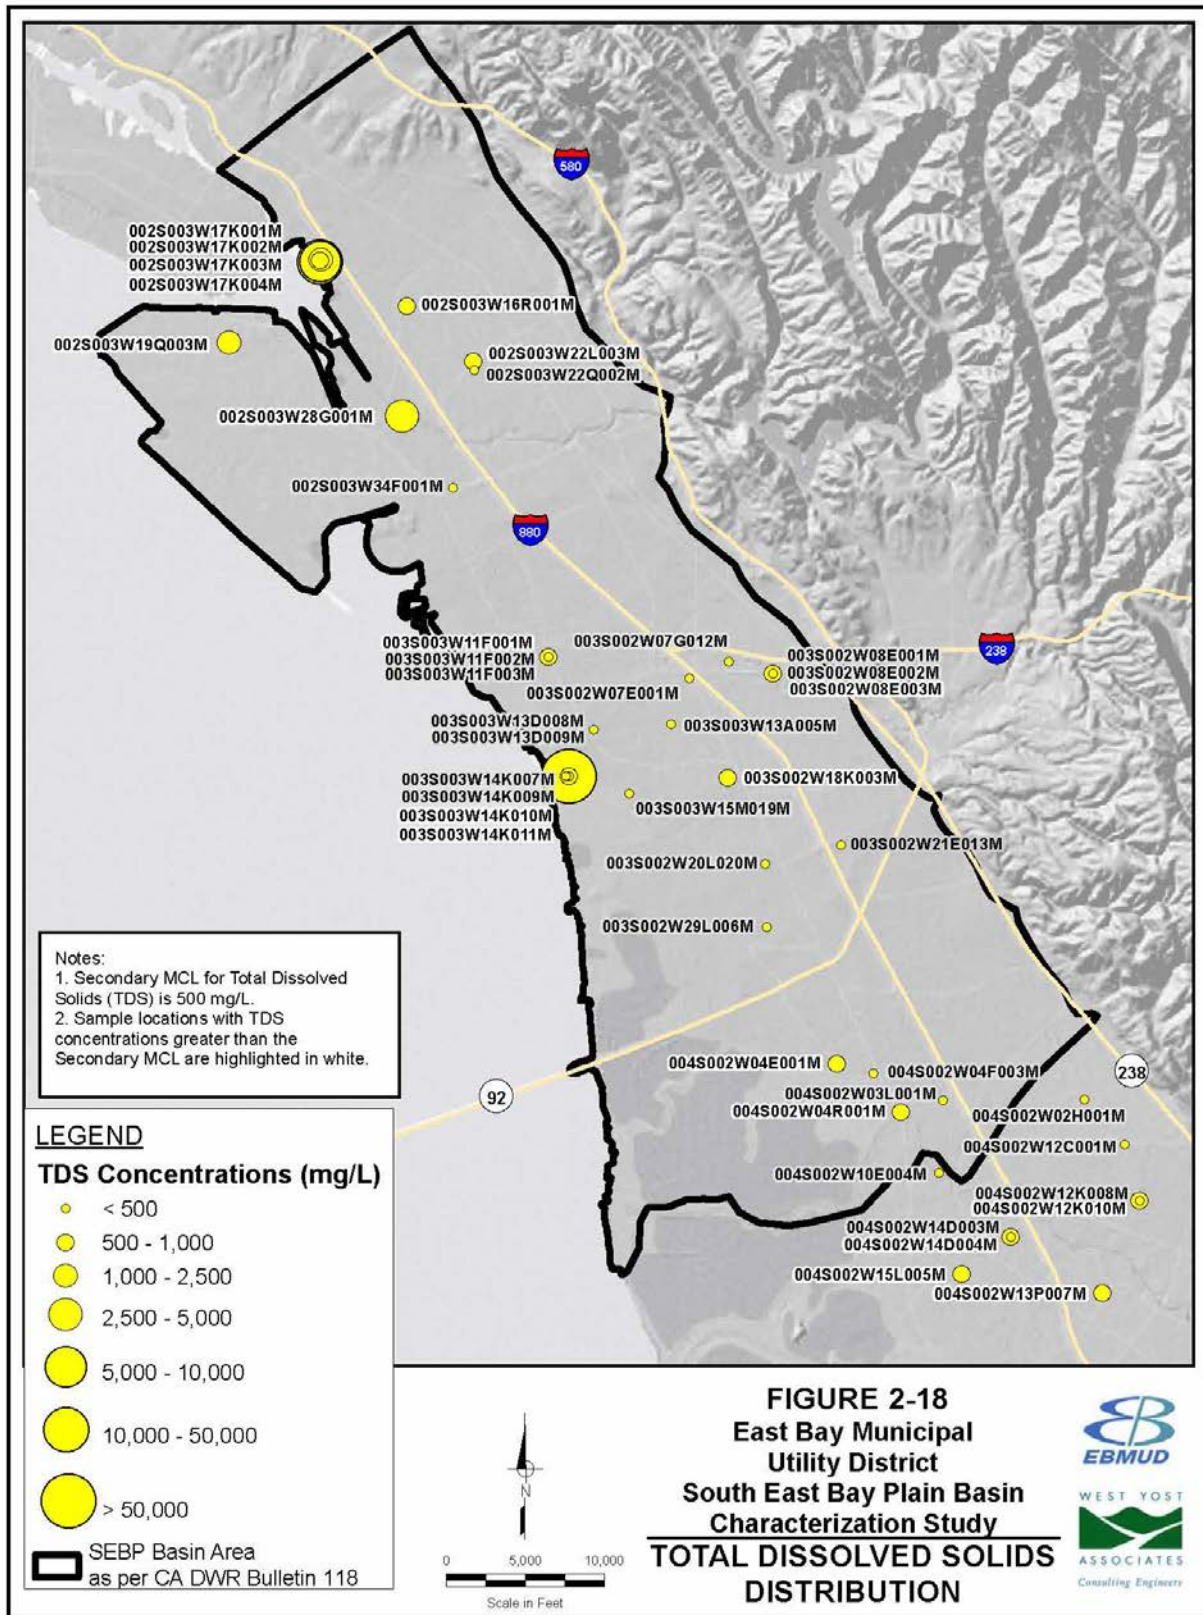 580
002S003W17K001M
002S003W17K002M
002S003W17K003M
002S003W17K004M
002S003W16R001M
002S003W19Q003M
002S003W22L003M
002S003W22Q002M
002S003W28G001M
002S003W34F001M
880
238
003S003W11F001M
003S003W11F002M
003S003W11F003M
003S002W07G012M
003S002W08E001M
003S002W08E002M
003S002W08E003M
003S002W07E001M
003S003W13D008M
003S003W13D009M
003S003W13A005M
003S003W14K007M
003S003W14K009M
003S003W14K010M
003S003W14K011M
003S002W18K003M
003S003W15M019M
003S002W21E013M
003S002W20L020M
003S002W29L006M
Notes:
1. Secondary MCL for Total Dissolved
Solids (TDS) is 500 mg/L.
2. Sample locations with TDS
concentrations greater than the
Secondary MCL are highlighted in white.
004S002W04E001M
004S002W04F003M
238
92
004S002W03L001M
004S002W04R001M
004S002W02H001M
004S002W12C001M
004S002W10E004M
004S002W12K008M
004S002W12K010M
004S002W14D003M
004S002W14D004M
004S002W15L005M
004S002W13P007M
LEGEND
TDS Concentrations (mg/L)
< 500
500 - 1,000
1,000 - 2,500
2,500 - 5,000
5,000 - 10,000
10,000 - 50,000
> 50,000
SEBP Basin Area
as per CA DWR Bulletin 118
N
0 5,000 10,000
Scale in Feet
FIGURE 2-18
East Bay Municipal
Utility District
South East Bay Plain Basin
Characterization Study
TOTAL DISSOLVED SOLIDS
DISTRIBUTION
EBMUD
WEST YOST
ASSOCIATES
Consulting Engineers